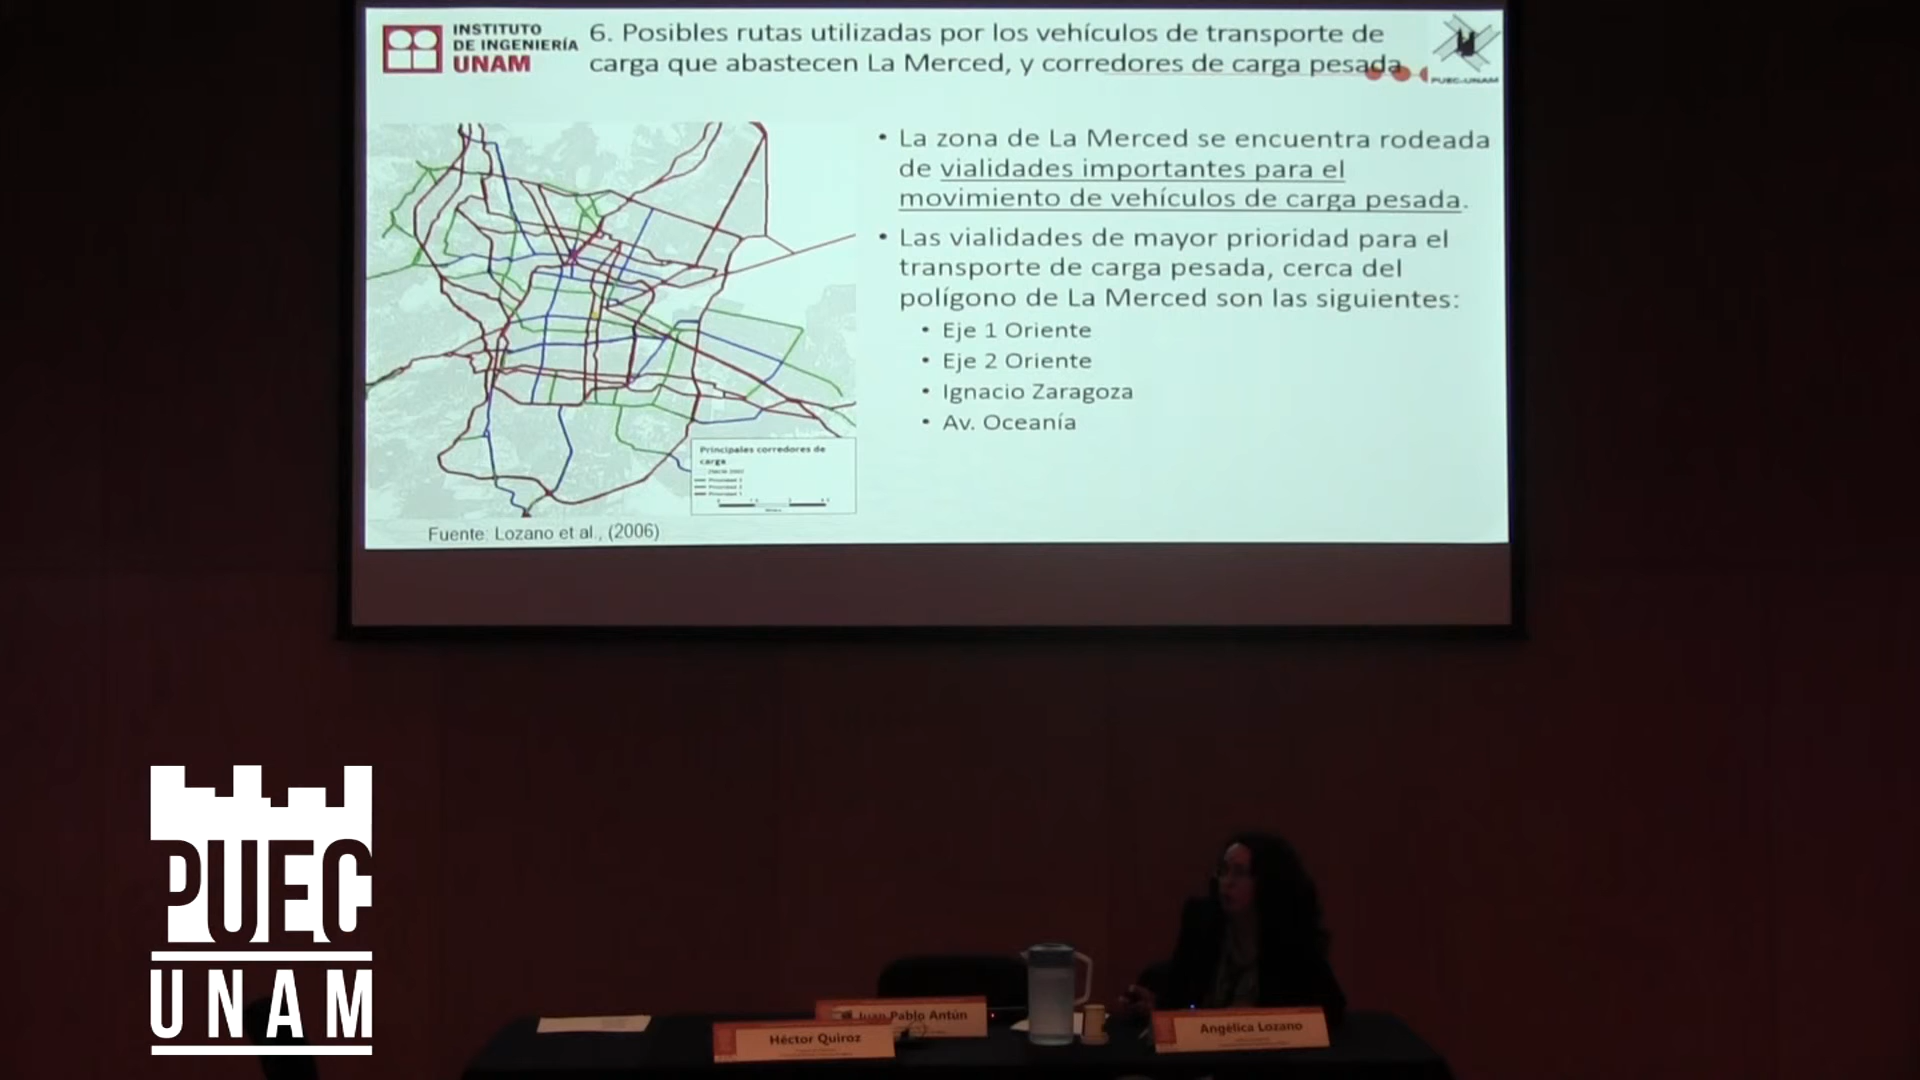 INSTITUTO
DE INGENIERÍA
UNAM
6. Posibles rutas utilizadas por los vehículos de transporte de
carga que abastecen La Merced, y corredores de carga pesada
PUEC-UNAM
• La zona de La Merced se encuentra rodeada
de vialidades importantes para el
movimiento de vehículos de carga pesada.
• Las vialidades de mayor prioridad para el
transporte de carga pesada, cerca del
polígono de La Merced son las siguientes:
• Eje 1 Oriente
• Eje 2 Oriente
• Ignacio Zaragoza
• Av. Oceanía
Principales corredores de
carga
Fuente: Lozano et al., (2006)
PUEC
UNAM
Juan Pablo Antún
Héctor Quiroz
Angélica Lozano